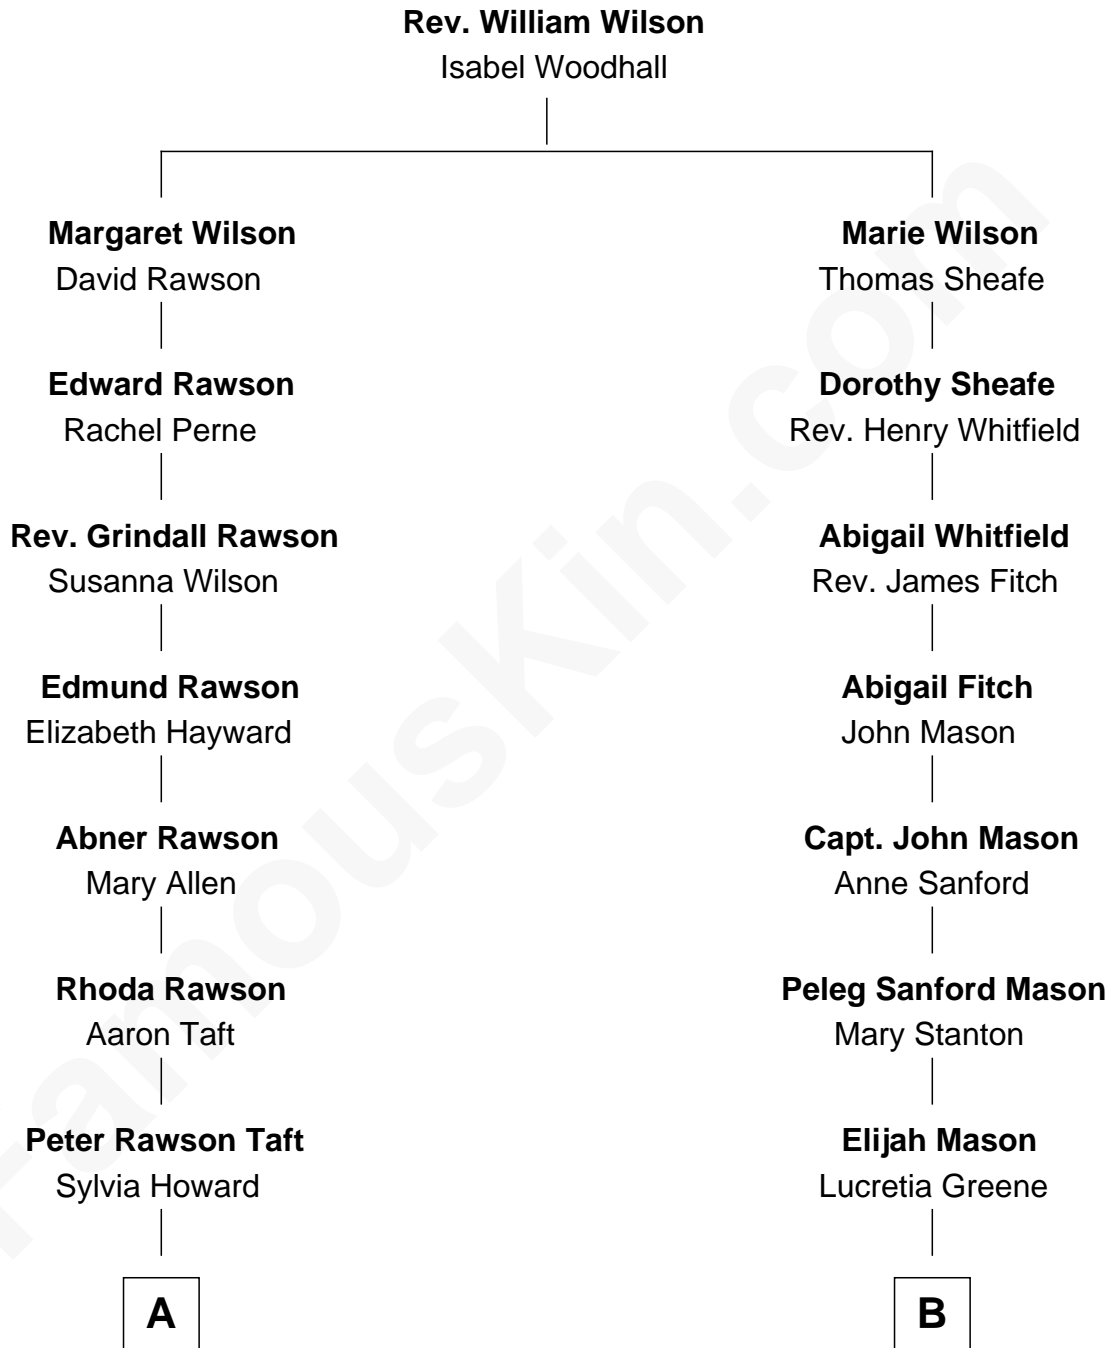 Rev. William Wilson
Isabel Woodhall
Margaret Wilson
David Rawson
Marie Wilson
Thomas Sheafe
Edward Rawson
Rachel Perne
Dorothy Sheafe
Rev. Henry Whitfield
Rev. Grindall Rawson
Susanna Wilson
Abigail Whitfield
Rev. James Fitch
Edmund Rawson
Elizabeth Hayward
Abigail Fitch
John Mason
Abner Rawson
Mary Allen
Capt. John Mason
Anne Sanford
Rhoda Rawson
Aaron Taft
Peleg Sanford Mason
Mary Stanton
Peter Rawson Taft
Sylvia Howard
Elijah Mason
Lucretia Greene
A
B
FamousKin.com